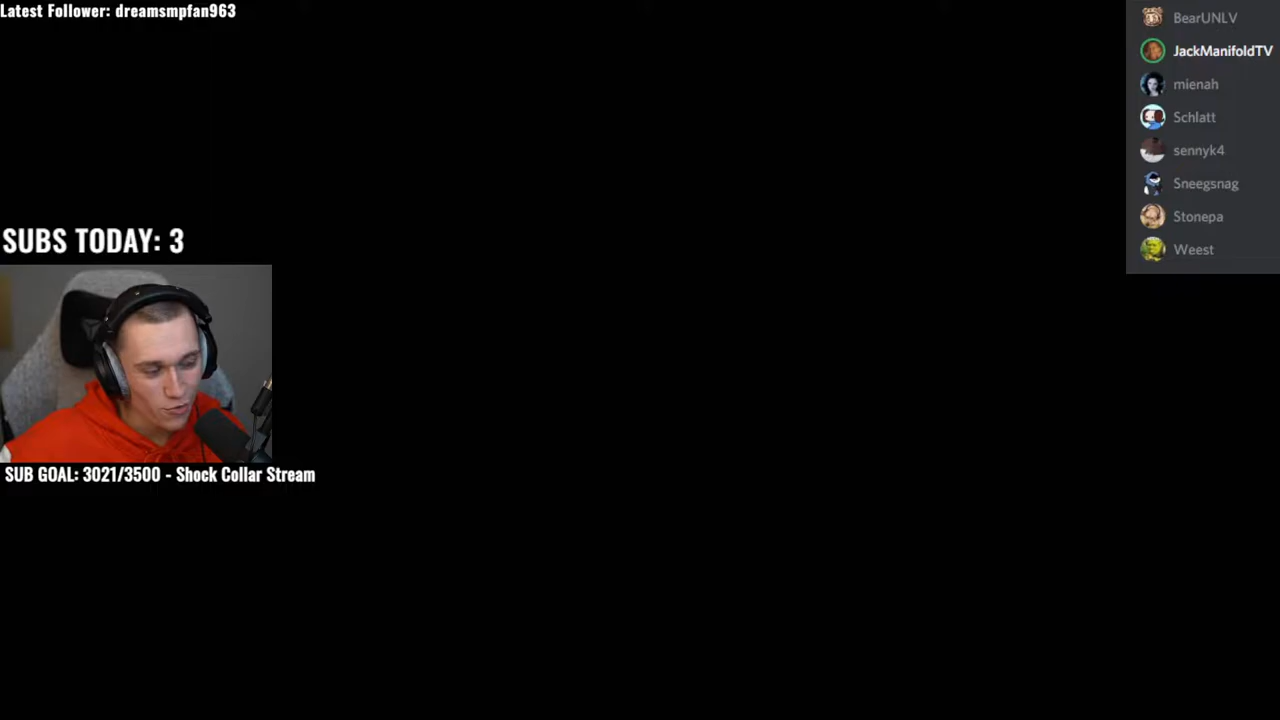 Latest Follower: dreamsmpfan963
BearUNLV
JackManifoldTV
mienah
Schlatt
sennyk4
Sneegsnag
Stonepa
Weest
SUBS TODAY: 3
SUB GOAL: 3021/3500 - Shock Collar Stream